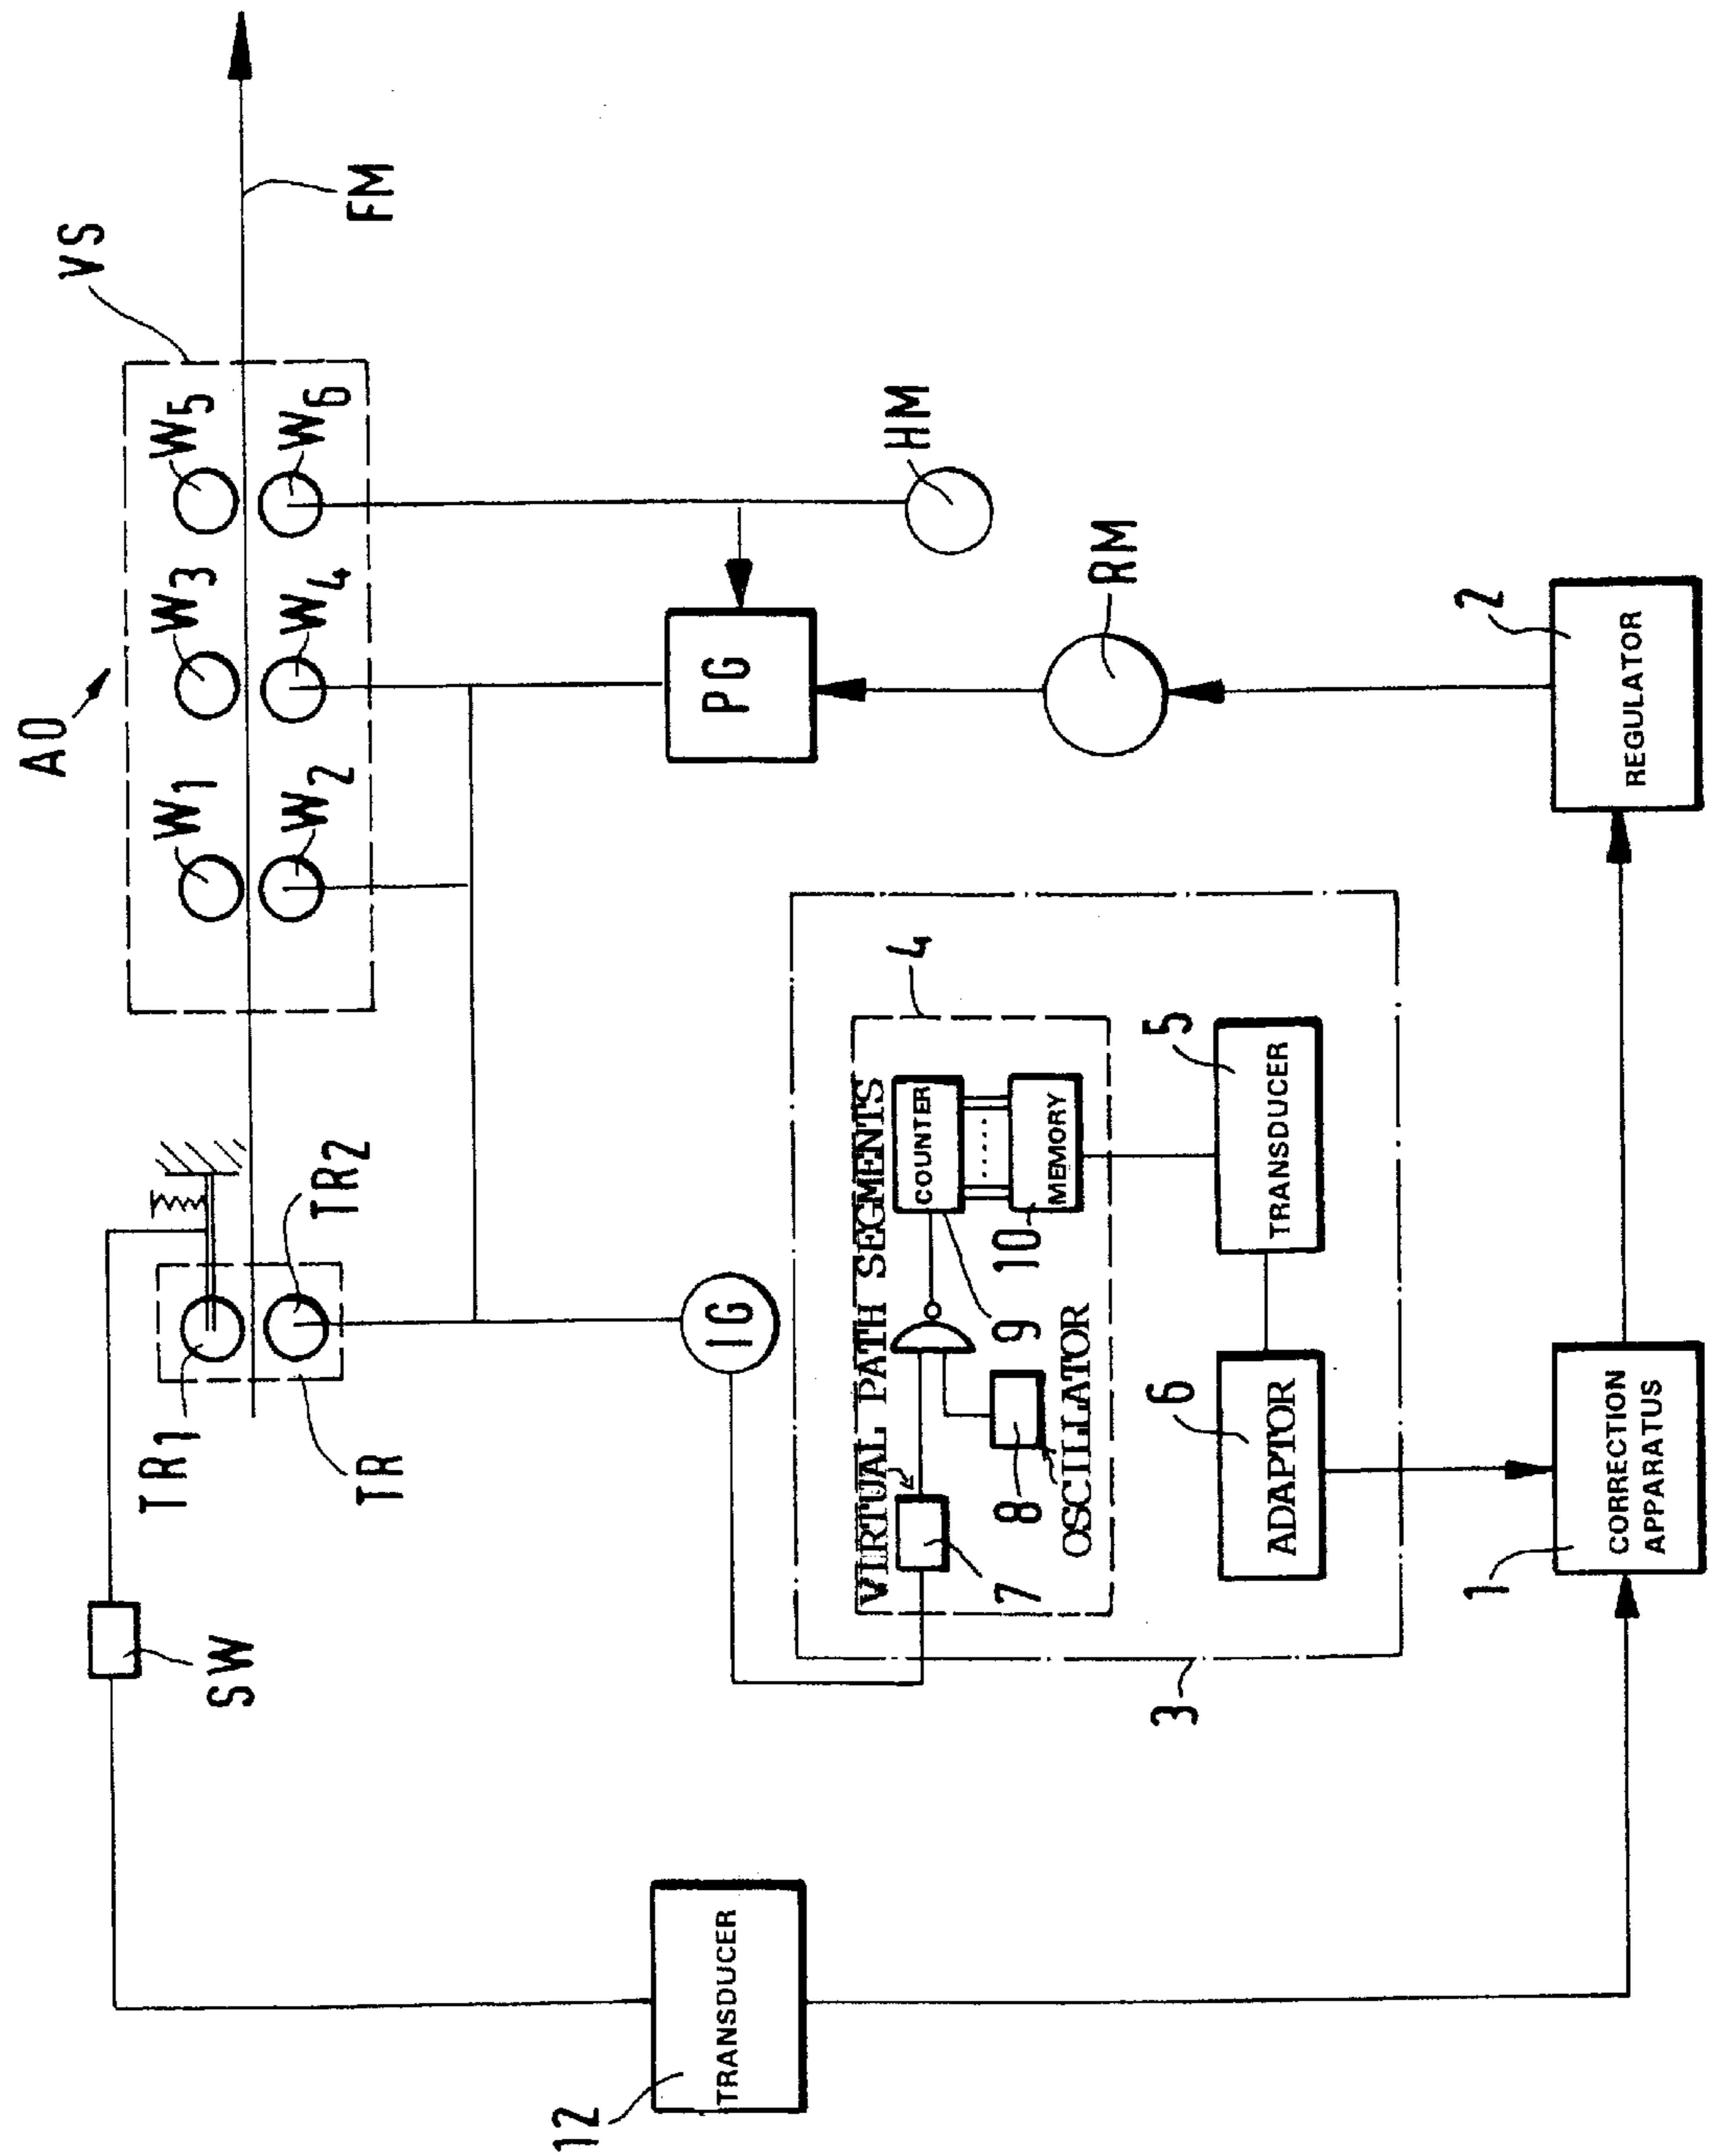 A0
VS
W1
W3
W5
W2
W4
W6
FM
TR1
TR2
TR
SW
HM
PG
IG
RM
4
VIRTUAL PATH SEGMENTS
COUNTER
MEMORY
7
8
9
10
OSCILLATOR
5
TRANSDUCER
6
ADAPTOR
3
12
TRANSDUCER
1
CORRECTION
APPARATUS
2
REGULATOR